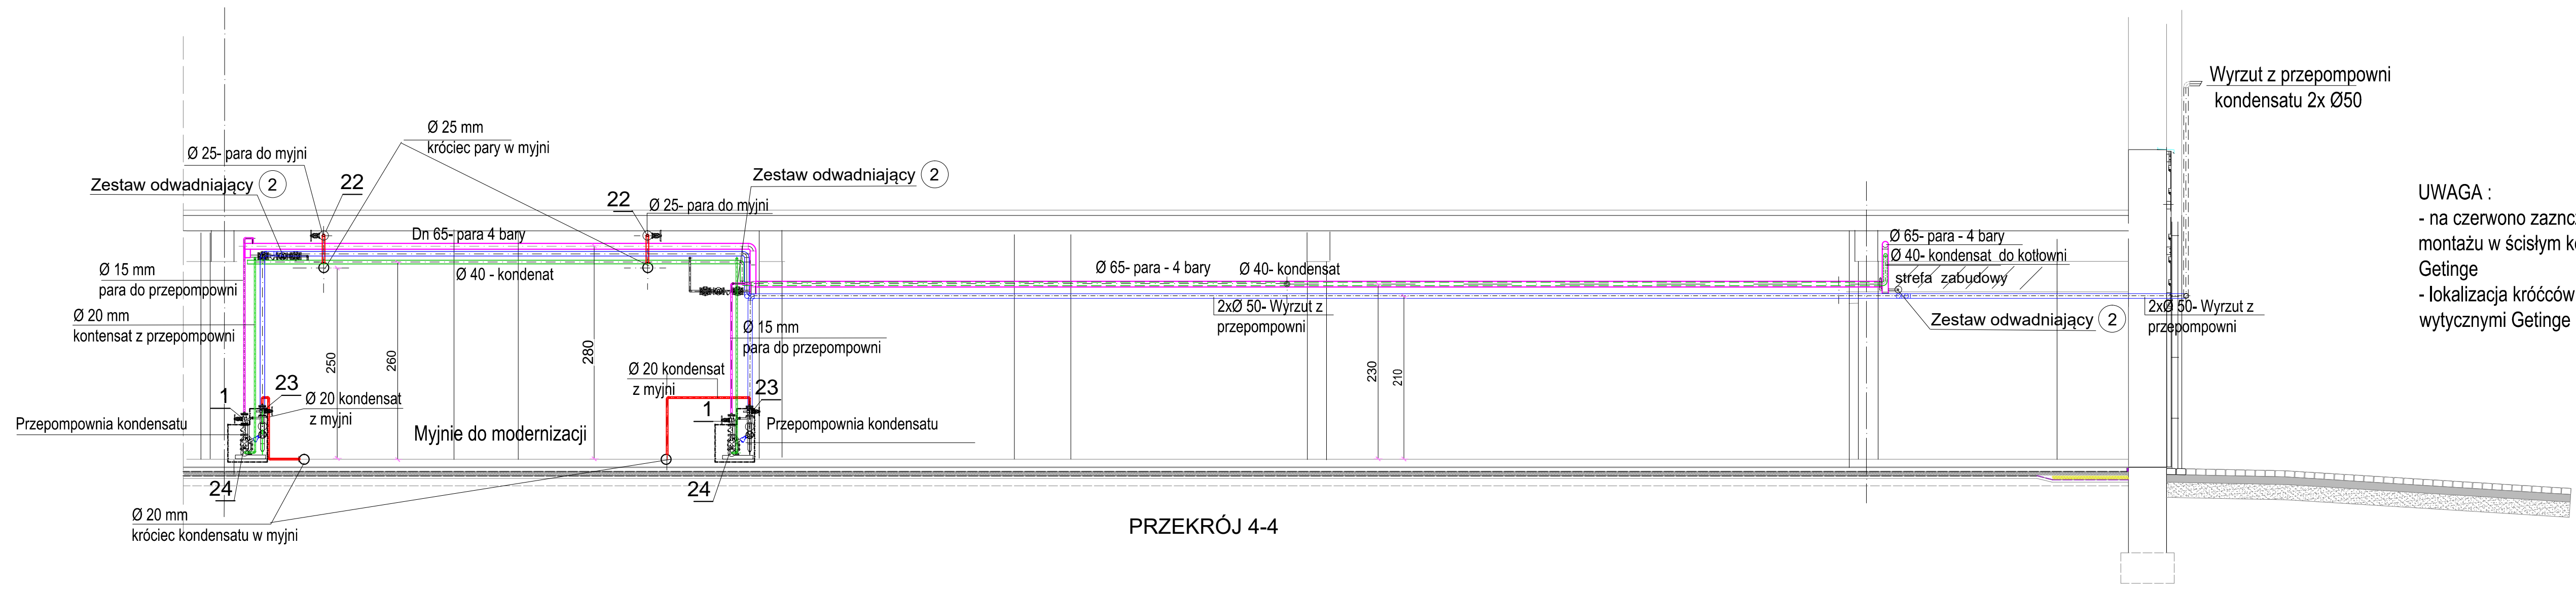 Wyrzut z przepompowni
kondensatu 2x Ø50
Ø 25 mm
króciec pary w myjni
Ø 25- para do myjni
Zestaw odwadniający 2
22
Zestaw odwadniający 2
22
Ø 25- para do myjni
UWAGA :
- na czerwono
montażu w ścisłym
Getinge
- lokalizacja króćców
wytycznymi Getinge
Dn 65- para 4 bary
Ø 40 - kondenat
Ø 15 mm
para do przepompowni
Ø 20 mm
kontensat z przepompowni
Ø 65- para - 4 bary
Ø 40- kondensat
Ø 65- para - 4 bary
Ø 40- kondensat do kotłowni
strefa zabudowy
2xØ 50- Wyrzut z
przepompowni
Zestaw odwadniający 2
2xØ 50- Wyrzut z
przepompowni
Ø 15 mm
para do przepompowni
250
260
280
230
210
Ø 20 kondensat
z myjni
23
1
23
Ø 20 kondensat
z myjni
1
Przepompownia kondensatu
Myjnie do modernizacji
Przepompownia kondensatu
24
24
Ø 20 mm
króciec kondensatu w myjni
PRZEKRÓJ 4-4